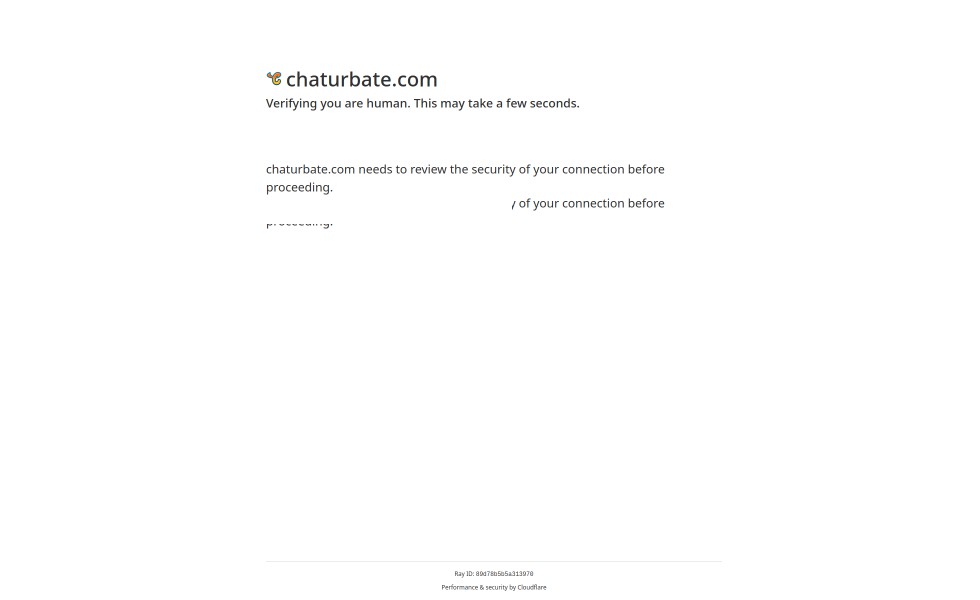 chaturbate.com
Verifying you are human. This may take a few seconds.
chaturbate.com needs to review the security of your connection before
proceeding.
of your connection before
proceeding.
Ray ID: 89d78b5b5a313970
Performance & security by Cloudflare